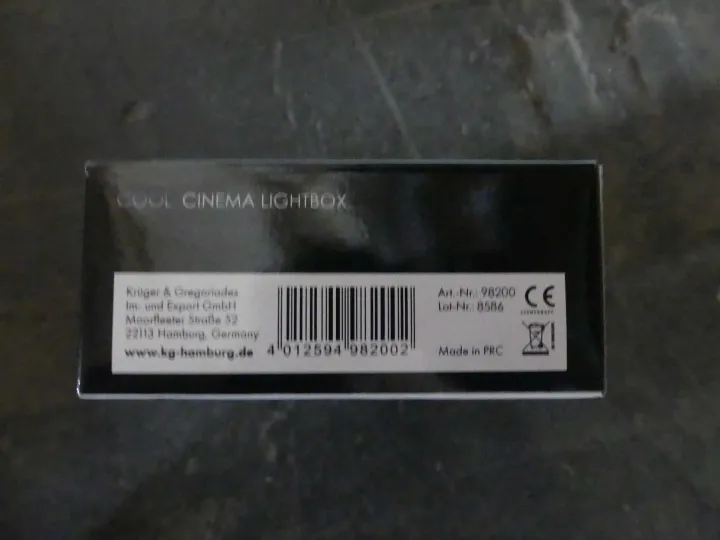 COOL CINEMA LIGHTBOX
Krüger & Gregoriades
Im- und Export GmbH
Moorfleeter Straße 52
22113 Hamburg, Germany
www.kg-hamburg.de
4 012594 982002
Art.-Nr.: 98200
Lot-Nr.: 8586
CE
Made in PRC